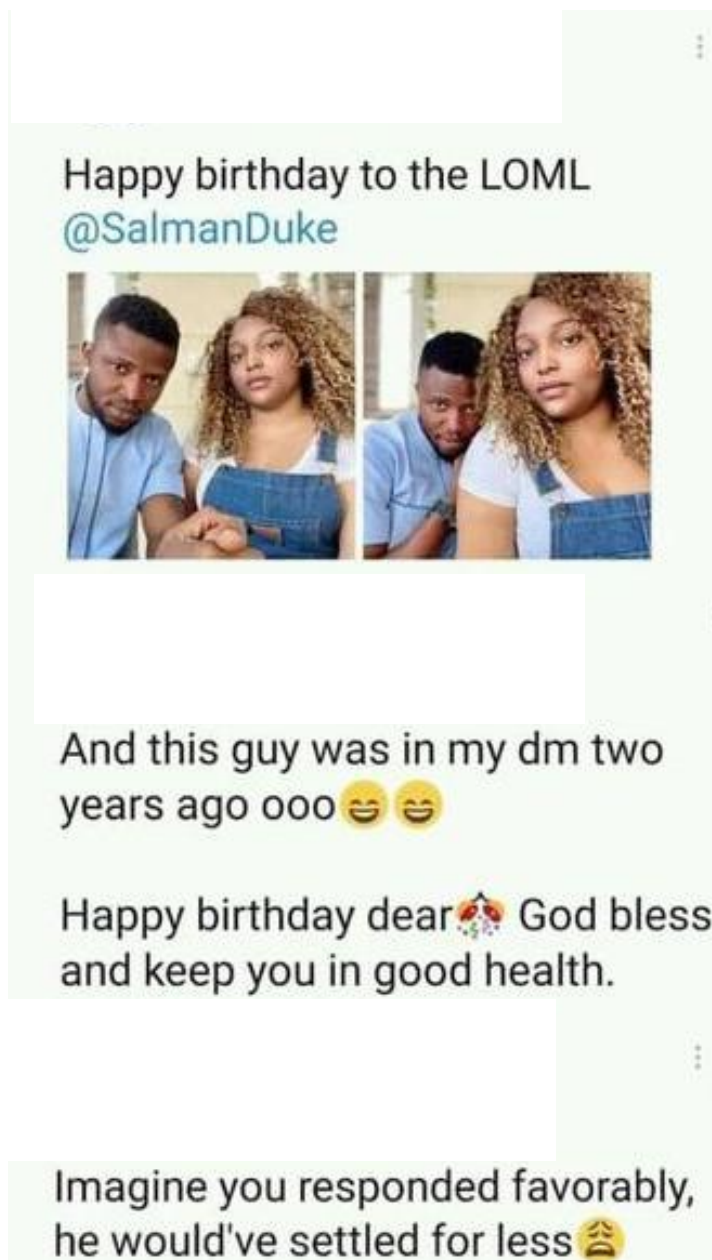 Happy birthday to the LOML
@SalmanDuke
And this guy was in my dm two
years ago ooo😄😄
Happy birthday dear🎊 God bless
and keep you in good health.
Imagine you responded favorably,
he would've settled for less😩